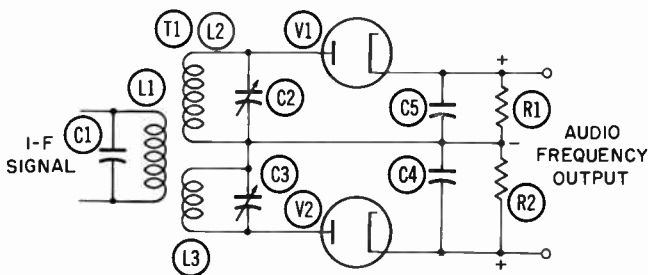 T1 L2 V1
L1
C1 C2 C5 R1
+
-
I-F
SIGNAL
AUDIO
FREQUENCY
OUTPUT
C3 C4 R2
V2
L3
+